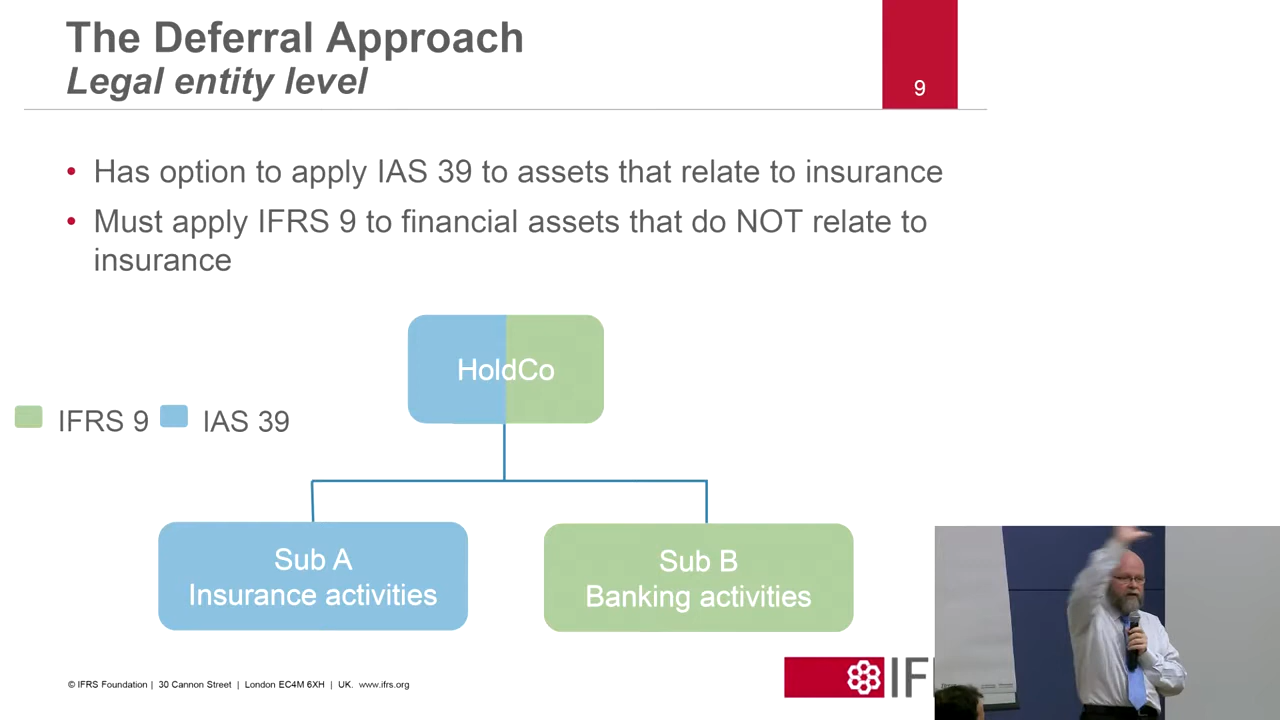 The Deferral Approach
Legal entity level
9
• Has option to apply IAS 39 to assets that relate to insurance
• Must apply IFRS 9 to financial assets that do NOT relate to
insurance
HoldCo
IFRS 9 IAS 39
Sub A
Insurance activities
Sub B
Banking activities
© IFRS Foundation | 30 Cannon Street | London EC4M 6XH | UK. www.ifrs.org
IF